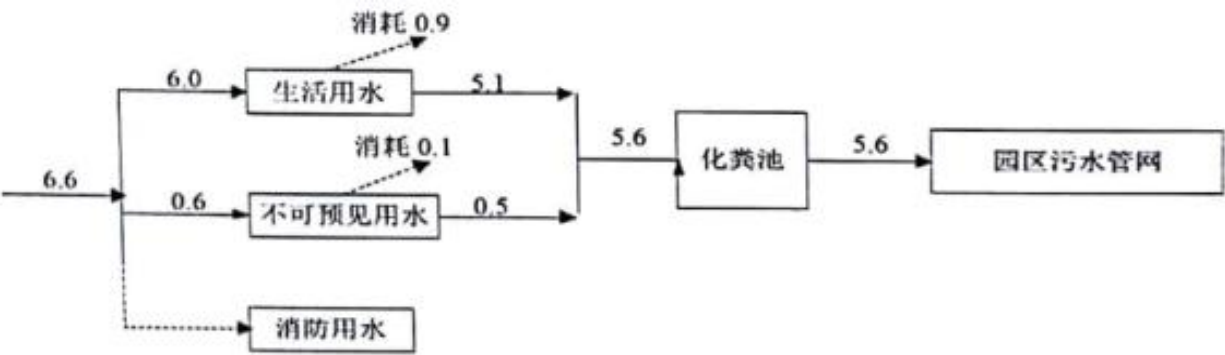 消耗 0.9
6.0
生活用水
5.1
消耗 0.1
5.6
化粪池
5.6
园区污水管网
6.6
0.6
不可预见用水
0.5
消防用水